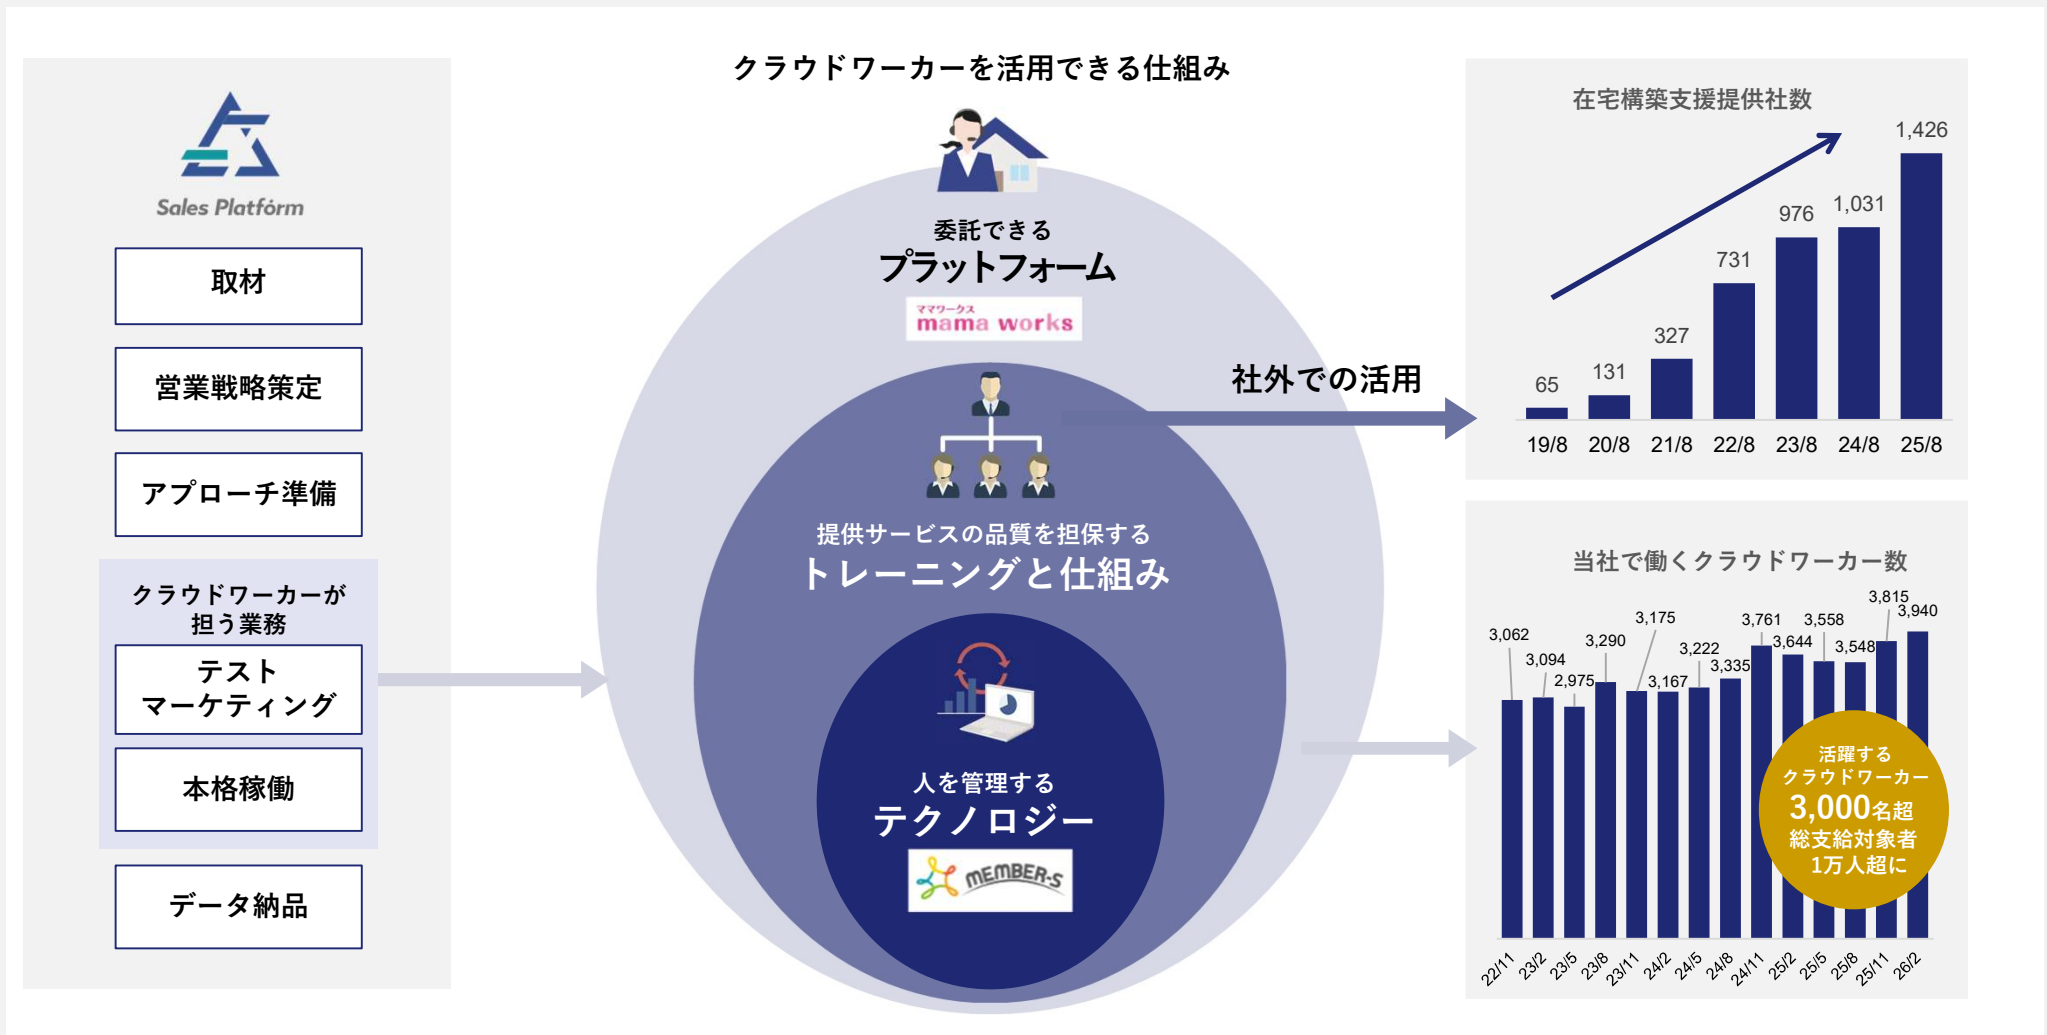 クラウドワーカーを活用できる仕組み
Sales Platform
取材
営業戦略策定
アプローチ準備
クラウドワーカーが
担う業務
テスト
マーケティング
本格稼働
データ納品
委託できる
プラットフォーム
ママワークス
mama works
提供サービスの品質を担保する
トレーニングと仕組み
人を管理する
テクノロジー
MEMBER-S
社外での活用
在宅構築支援提供社数
65
131
327
731
976
1,031
1,426
19/8
20/8
21/8
22/8
23/8
24/8
25/8
当社で働くクラウドワーカー数
3,062
3,094
2,975
3,290
3,175
3,167
3,222
3,335
3,761
3,644
3,558
3,548
3,815
3,940
活躍する
クラウドワーカー
3,000名超
総支給対象者
1万人超に
22/11
23/2
23/5
23/8
23/11
24/2
24/5
24/8
24/11
25/2
25/5
25/8
25/11
26/2